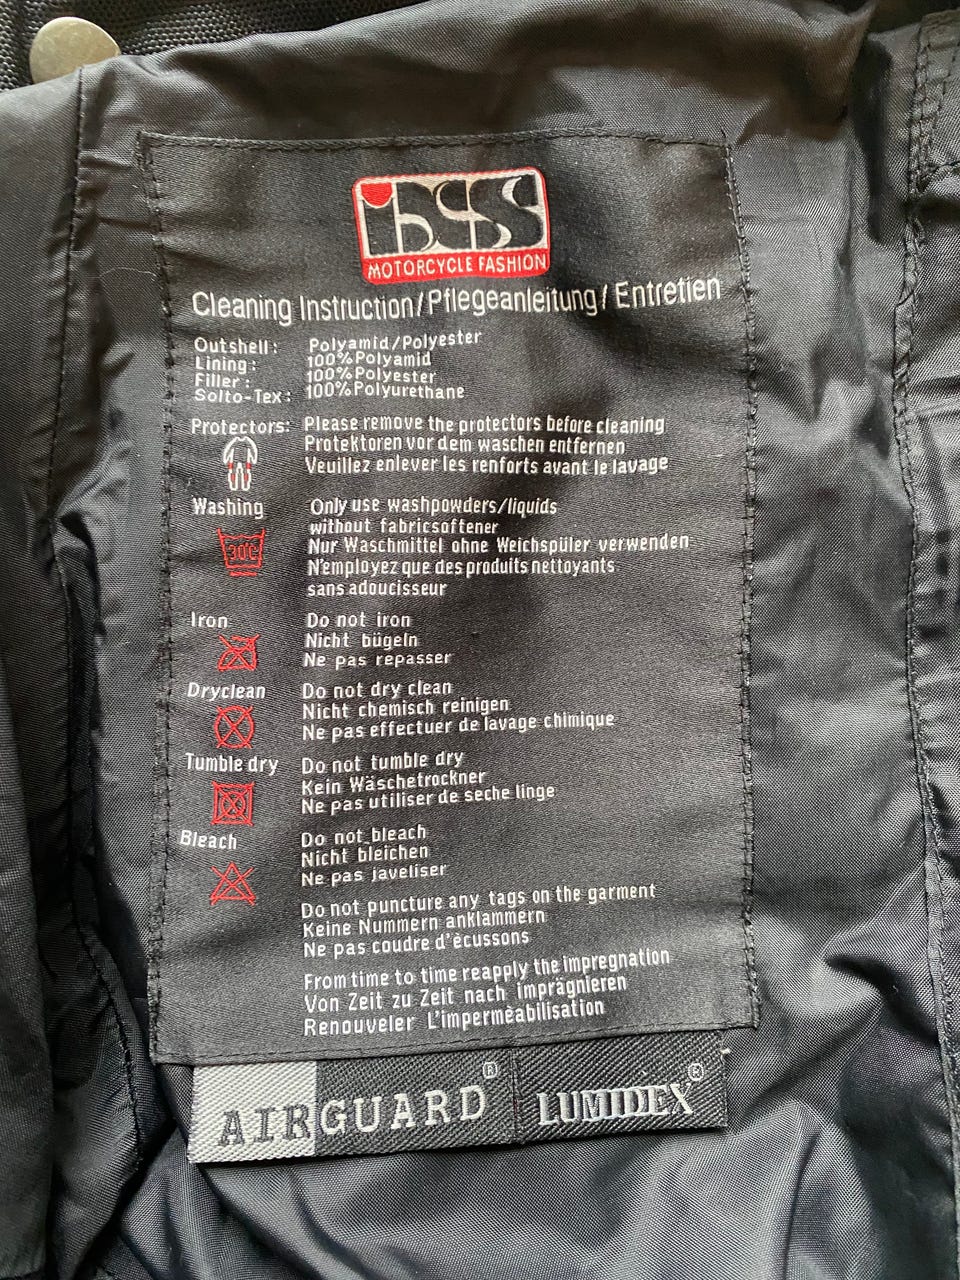 ixs
MOTORCYCLE FASHION
Cleaning Instruction/Pflegeanleitung/Entretien
Outshell: Polyamid/Polyester
Lining: 100%Polyamid
Filler: 100%Polyester
Solto-Tex: 100%Polyurethane
Protectors: Please remove the protectors before cleaning
Protektoren vor dem waschen entfernen
Veuillez enlever les renforts avant le lavage
Washing Only use washpowders/liquids
without fabricsoftener
30°C Nur Waschmittel ohne Weichspüler verwenden
N'employez que des produits nettoyants
sans adoucisseur
Iron Do not iron
Nicht bügeln
Ne pas repasser
Dryclean Do not dry clean
Nicht chemisch reinigen
Ne pas effectuer de lavage chimique
Tumble dry Do not tumble dry
Kein Wäschetrockner
Ne pas utiliser de seche linge
Bleach Do not bleach
Nicht bleichen
Ne pas javeliser
Do not puncture any tags on the garment
Keine Nummern anklammern
Ne pas coudre d'ècussons
From time to time reapply the impregnation
Von Zeit zu Zeit nach imprägnieren
Renouveler L'impermèabilisation
AIRGUARD® LUMIDEX®